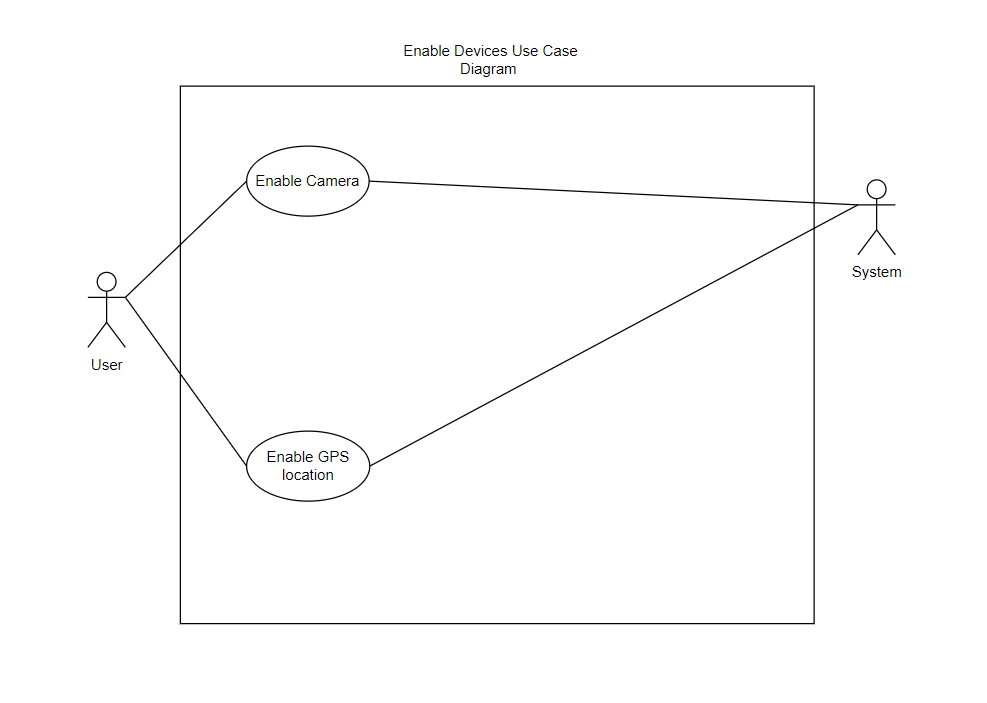 Enable Devices Use Case
Diagram
Enable Camera
System
User
Enable GPS
location